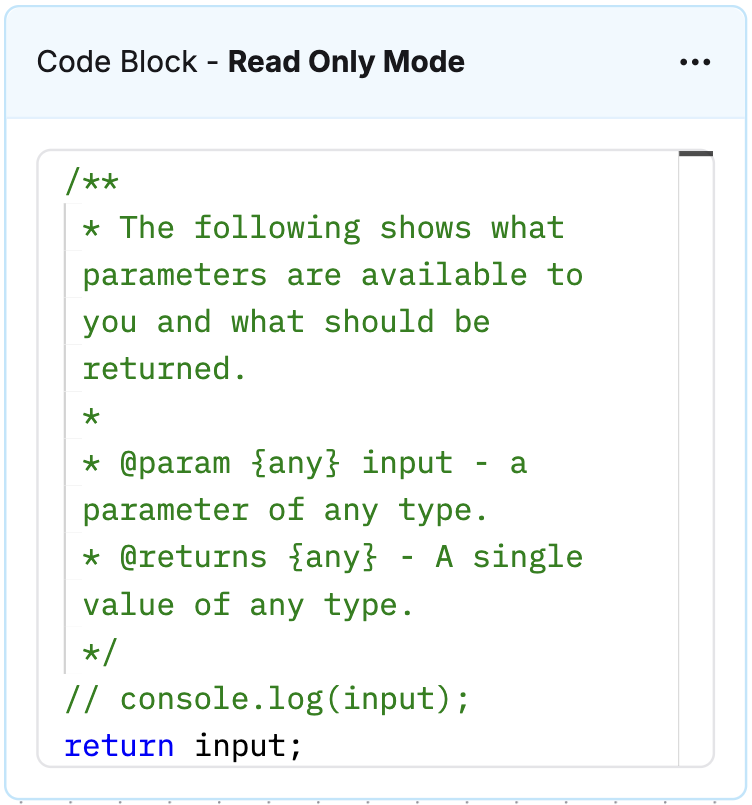 Code Block - Read Only Mode
/**
* The following shows what
parameters are available to
you and what should be
returned.
*
* @param {any} input - a
parameter of any type.
* @returns {any} - A single
value of any type.
*/
// console.log(input);
return input;